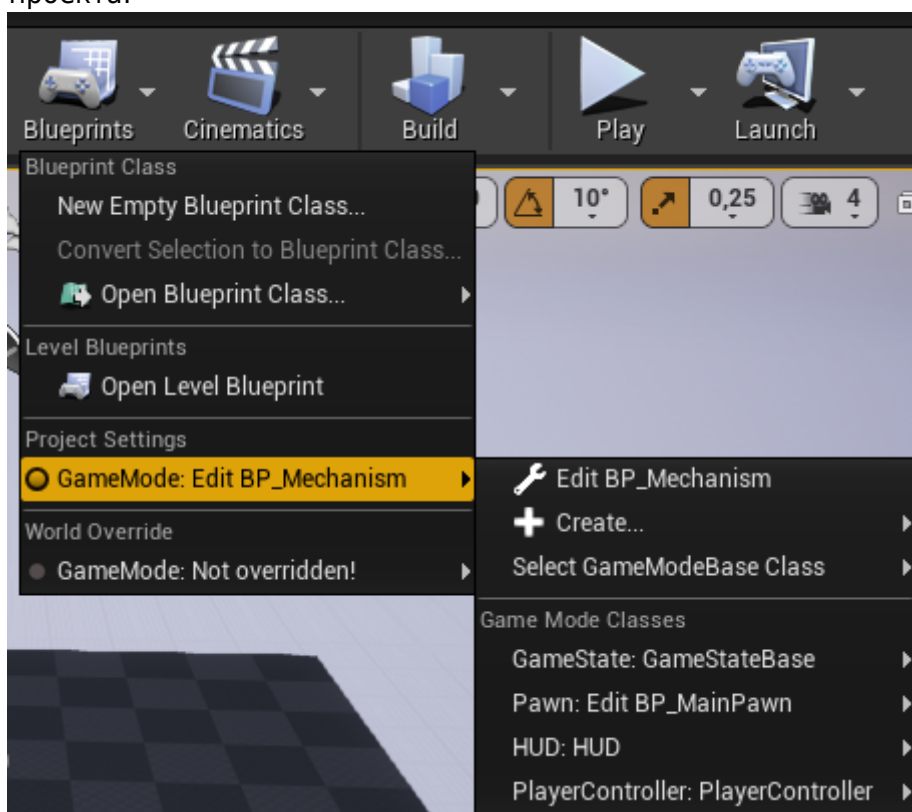 проекта.
Blueprints Cinematics Build Play Launch
Blueprint Class
New Empty Blueprint Class...
10° 0,25 4
Convert Selection to Blueprint Class...
Open Blueprint Class...
Level Blueprints
Open Level Blueprint
Project Settings
GameMode: Edit BP_Mechanism
Edit BP_Mechanism
Create...
World Override
GameMode: Not overridden!
Select GameModeBase Class
Game Mode Classes
GameState: GameStateBase
Pawn: Edit BP_MainPawn
HUD: HUD
PlayerController: PlayerController